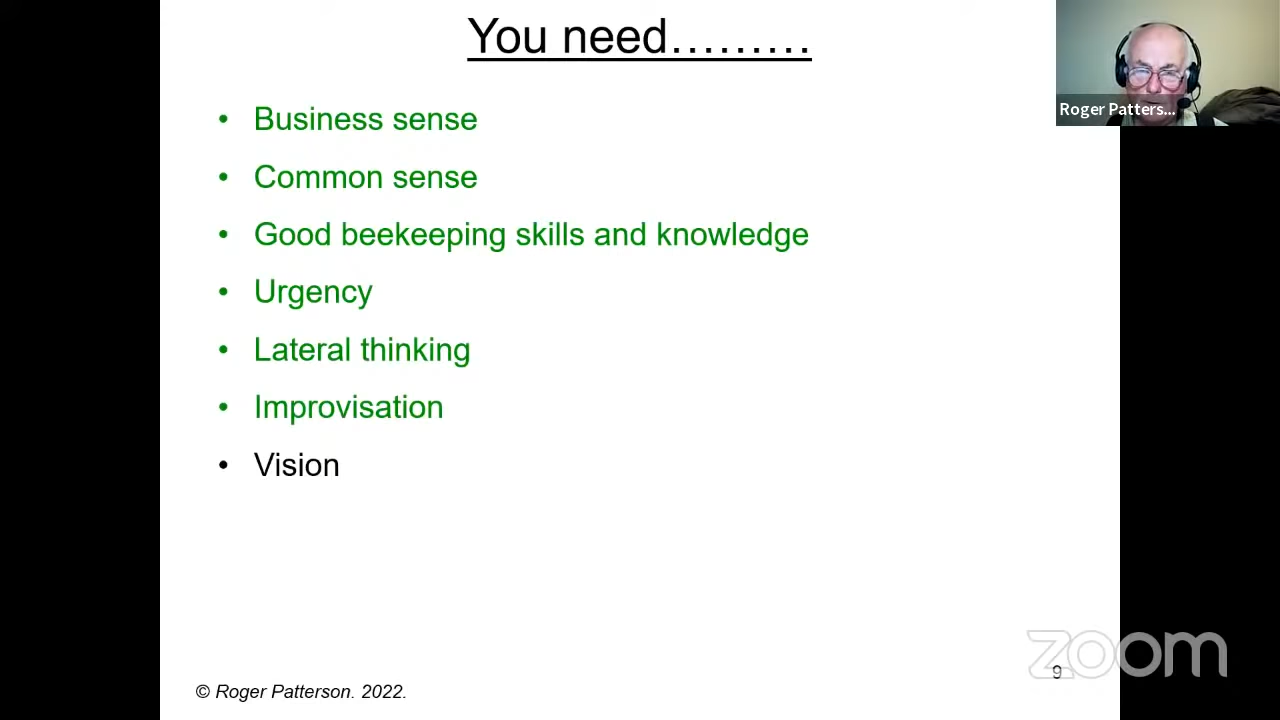 You need………
Roger Patters...
• Business sense
• Common sense
• Good beekeeping skills and knowledge
• Urgency
• Lateral thinking
• Improvisation
• Vision
zoom
9
© Roger Patterson. 2022.